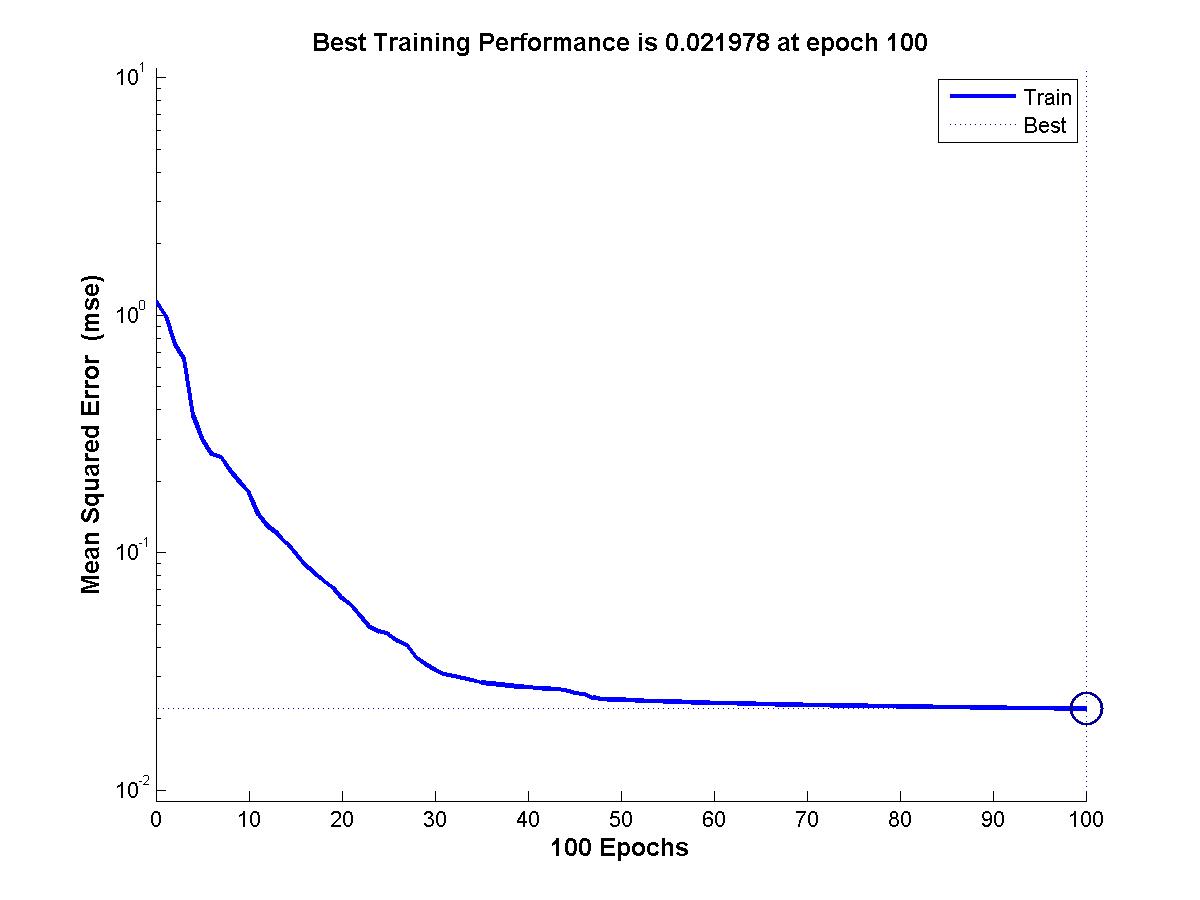 Best Training Performance is 0.021978 at epoch 100
10^1
Train
Best
10^0
Mean Squared Error (mse)
10^-1
10^-2
0 10 20 30 40 50 60 70 80 90 100
100 Epochs